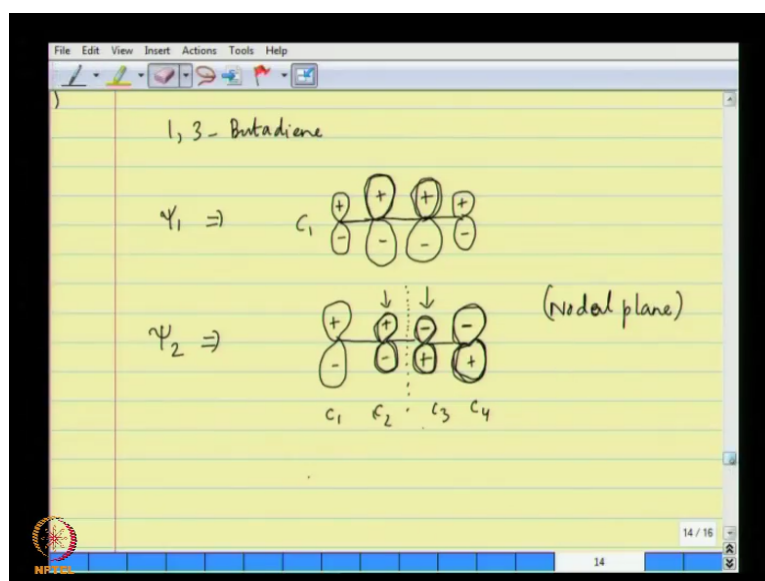 File Edit View Insert Actions Tools Help
)
1, 3 - Butadiene
Ψ₁ ⇒ C₁ + + + +
- - - -
(Nodal plane)
Ψ₂ ⇒ + + - -
- - + +
C₁ C₂ C₃ C₄
14 / 16
14
NPTEL